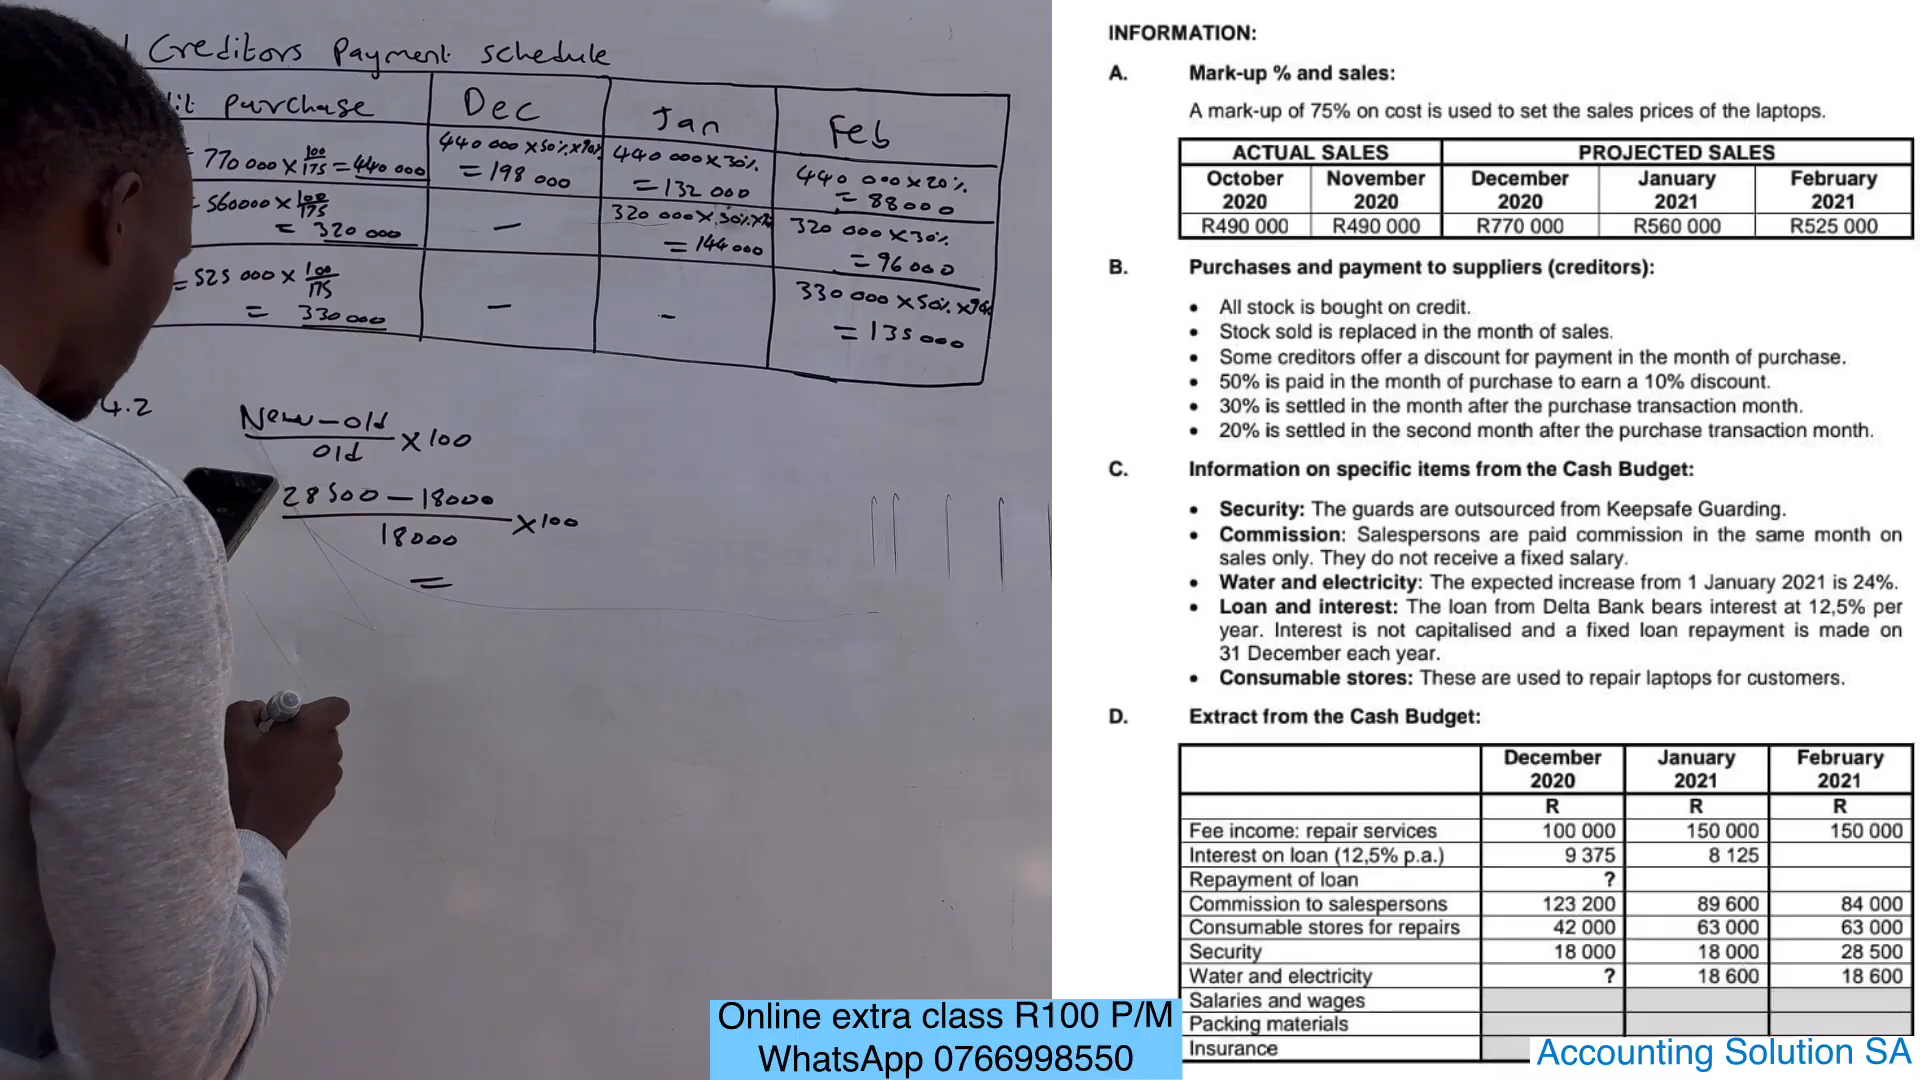 Creditors Payment schedule
it purchase
Dec
Jan
Feb
770 000 × 100/175 = 440 000
440 000 × 50% × 90%
= 198 000
440 000 × 30%
= 132 000
440 000 × 20%
= 88000
= 560000 × 100/175
= 320 000
–
320 000 × 50% ×
= 144 000
320 000 × 30%
= 96000
= 525 000 × 100/175
= 330 000
–
-
330 000 × 50% ×
= 135 000
4.2
New – old
old
× 100
28500 – 18000
18000
× 100
=
INFORMATION:
A. Mark-up % and sales:
A mark-up of 75% on cost is used to set the sales prices of the laptops.
ACTUAL SALES PROJECTED SALES
October 2020 November 2020 December 2020 January 2021 February 2021
R490 000 R490 000 R770 000 R560 000 R525 000
B. Purchases and payment to suppliers (creditors):
• All stock is bought on credit.
• Stock sold is replaced in the month of sales.
• Some creditors offer a discount for payment in the month of purchase.
• 50% is paid in the month of purchase to earn a 10% discount.
• 30% is settled in the month after the purchase transaction month.
• 20% is settled in the second month after the purchase transaction month.
C. Information on specific items from the Cash Budget:
• Security: The guards are outsourced from Keepsafe Guarding.
• Commission: Salespersons are paid commission in the same month on
sales only. They do not receive a fixed salary.
• Water and electricity: The expected increase from 1 January 2021 is 24%.
• Loan and interest: The loan from Delta Bank bears interest at 12,5% per
year. Interest is not capitalised and a fixed loan repayment is made on
31 December each year.
• Consumable stores: These are used to repair laptops for customers.
D. Extract from the Cash Budget:
December 2020 January 2021 February 2021
R R R
Fee income: repair services 100 000 150 000 150 000
Interest on loan (12,5% p.a.) 9 375 8 125
Repayment of loan ?
Commission to salespersons 123 200 89 600 84 000
Consumable stores for repairs 42 000 63 000 63 000
Security 18 000 18 000 28 500
Water and electricity ? 18 600 18 600
Salaries and wages
Packing materials
Insurance
Online extra class R100 P/M
WhatsApp 0766998550
Accounting Solution SA